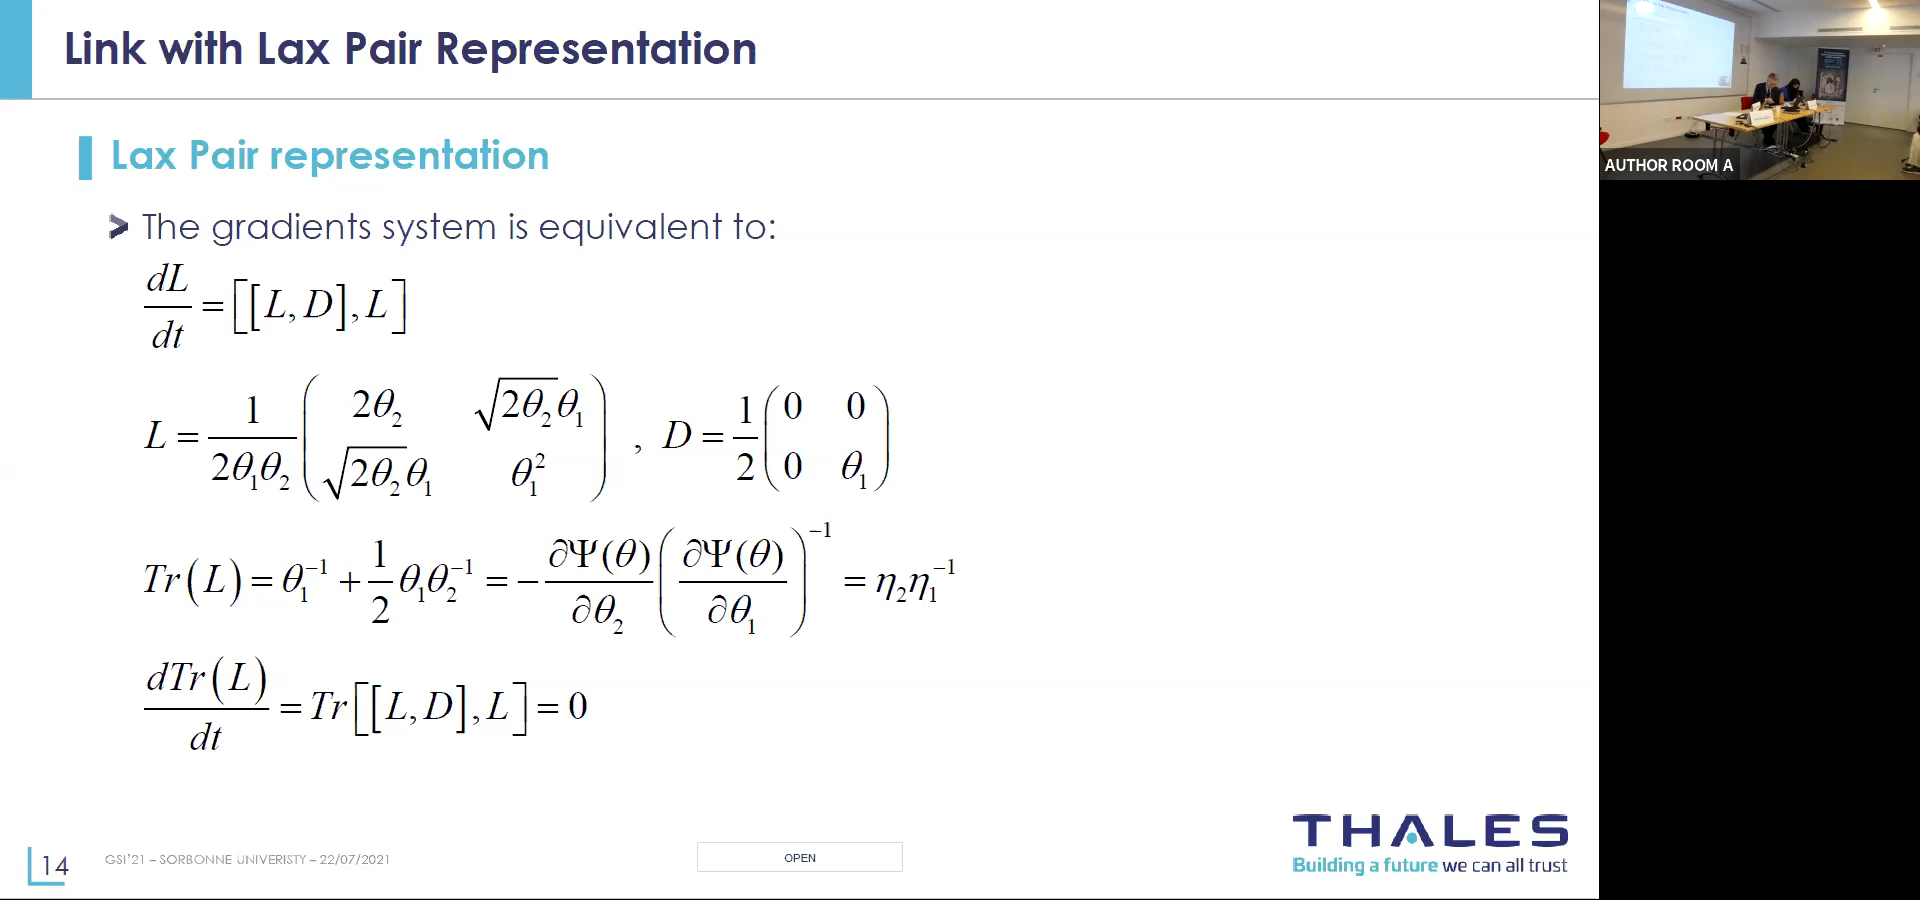 Link with Lax Pair Representation
Lax Pair representation
The gradients system is equivalent to:
dL/dt = [[L, D], L]
L = 1/(2θ₁θ₂) ( 2θ₂ √(2θ₂)θ₁ ; √(2θ₂)θ₁ θ₁² ) , D = 1/2 ( 0 0 ; 0 θ₁ )
Tr(L) = θ₁⁻¹ + 1/2 θ₁θ₂⁻¹ = − ∂Ψ(θ)/∂θ₂ ( ∂Ψ(θ)/∂θ₁ )⁻¹ = η₂η₁⁻¹
dTr(L)/dt = Tr[[L, D], L] = 0
14
GSI'21 – SORBONNE UNIVERISTY – 22/07/2021
OPEN
THALES
Building a future we can all trust
AUTHOR ROOM A